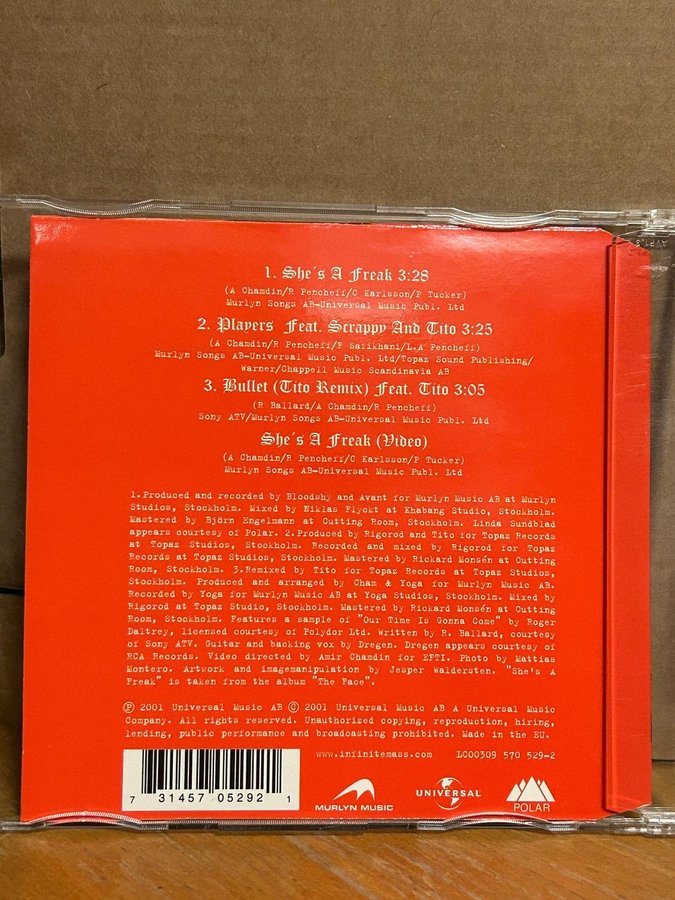 1. She's A Freak 3:28
(A Chamdin/R Pencheff/C Karlsson/P Tucker)
Murlyn Songs AB-Universal Music Publ. Ltd
2. Players Feat. Scrappy And Tito 3:25
(A Chamdin/R Pencheff/F Sarikhani/L.A Pencheff)
Murlyn Songs AB-Universal Music Publ. Ltd/Topaz Sound Publishing/
Warner/Chappell Music Scandinavia AB
3. Bullet (Tito Remix) Feat. Tito 3:05
(R Ballard/A Chamdin/R Pencheff)
Sony ATV/Murlyn Songs AB-Universal Music Publ. Ltd
She's A Freak (Video)
(A Chamdin/R Pencheff/C Karlsson/P Tucker)
Murlyn Songs AB-Universal Music Publ. Ltd
1.Produced and recorded by Bloodshy and Avant for Murlyn Music AB at Murlyn
Studios, Stockholm. Mixed by Niklas Flyckt at Khabang Studio, Stockholm.
Mastered by Björn Engelmann at Cutting Room, Stockholm. Linda Sundblad
appears courtesy of Polar. 2.Produced by Rigorod and Tito for Topaz Records
at Topaz Studios, Stockholm. Recorded and mixed by Rigorod for Topaz
Records at Topaz Studios, Stockholm. Mastered by Rickard Monsén at Cutting
Room, Stockholm. 3.Remixed by Tito for Topaz Records at Topaz Studios,
Stockholm. Produced and arranged by Cham & Yoga for Murlyn Music AB.
Recorded by Yoga for Murlyn Music AB at Yoga Studios, Stockholm. Mixed by
Rigorod at Topaz Studio, Stockholm. Mastered by Rickard Monsén at Cutting
Room, Stockholm. Features a sample of "Our Time Is Gonna Come" by Roger
Daltrey, licensed courtesy of Polydor Ltd. Written by R. Ballard, courtesy
of Sony ATV. Guitar and backing vox by Dregen. Dregen appears courtesy of
RCA Records. Video directed by Amir Chamdin for EFTI. Photo by Mattias
Montero. Artwork and imagemanipulation by Jesper Waldersten. "She's A
Freak" is taken from the album "The Face".
℗ 2001 Universal Music AB © 2001 Universal Music AB A Universal Music
Company. All rights reserved. Unauthorized copying, reproduction, hiring,
lending, public performance and broadcasting prohibited. Made in the EU.
www.infinitemass.com LC00309 570 529-2
7 31457 05292 1
MURLYN MUSIC
UNIVERSAL
POLAR